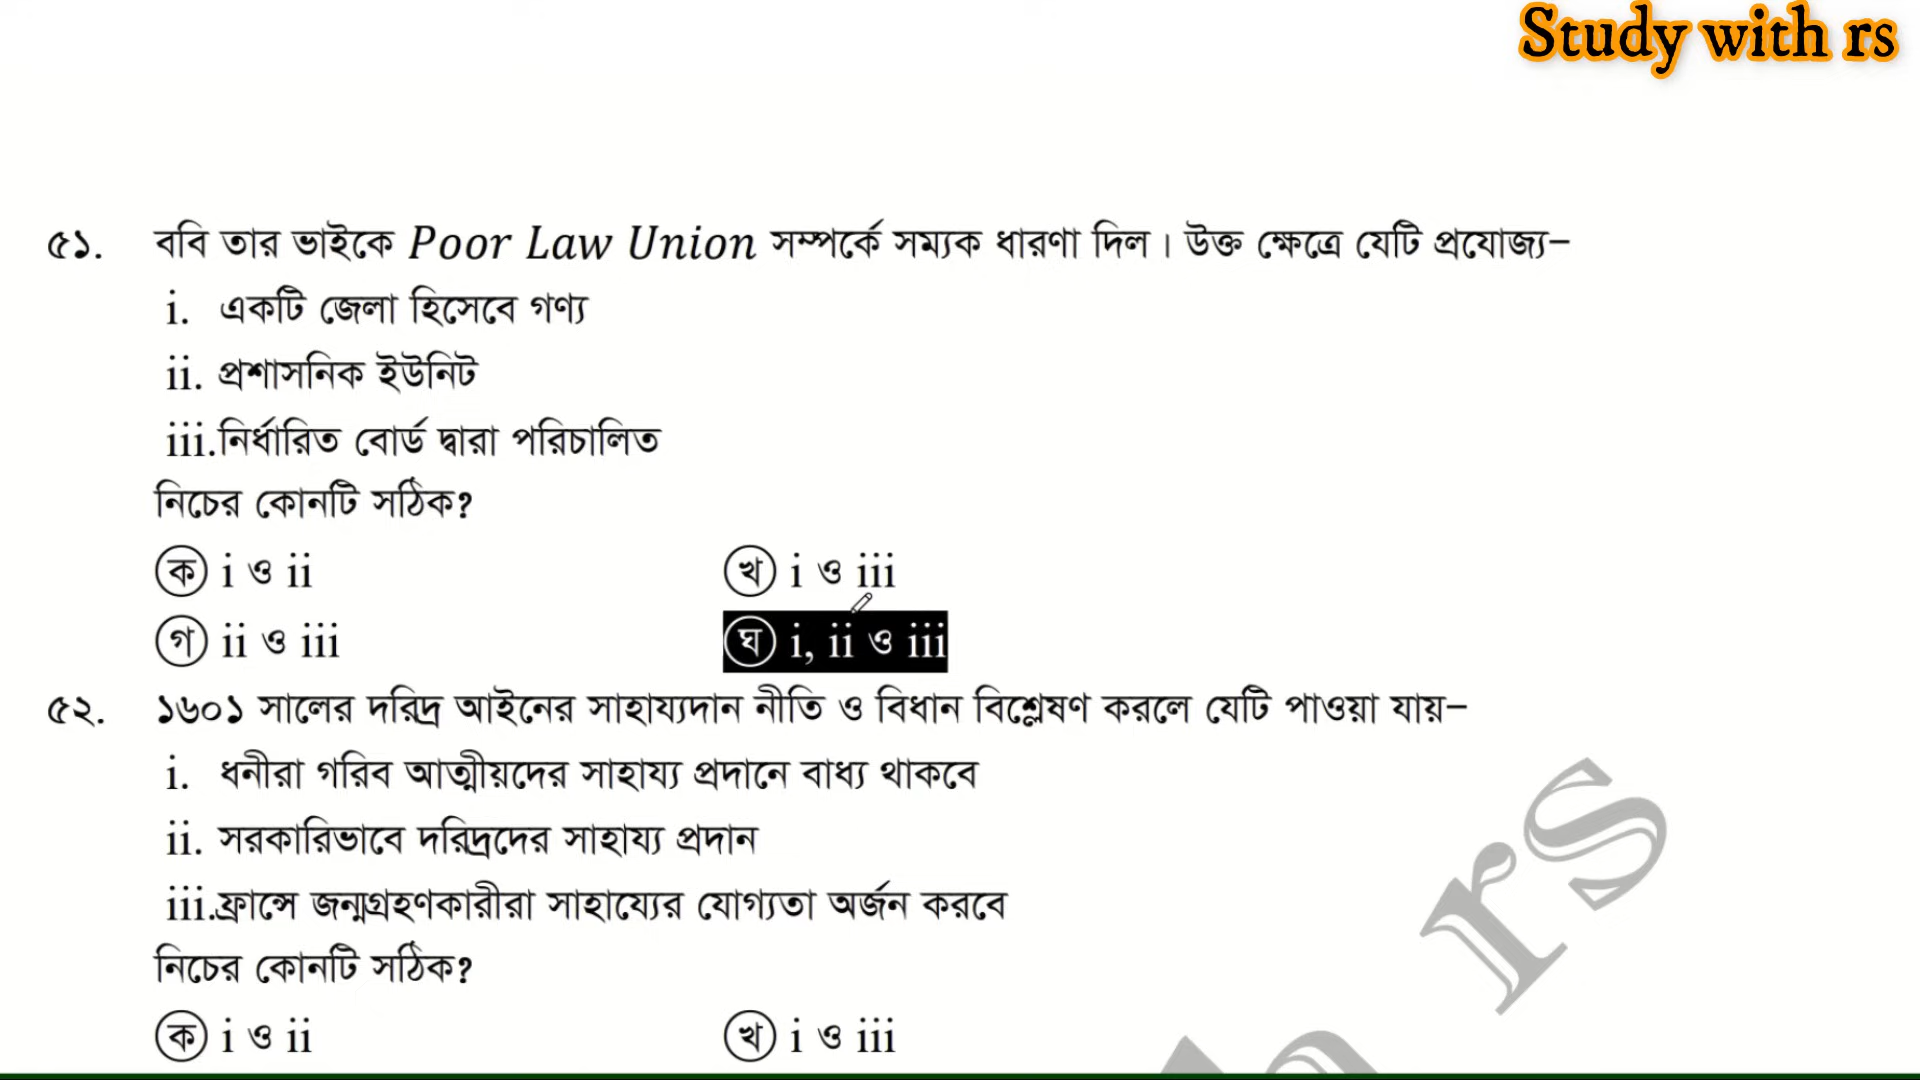 Study with rs
৫১. ববি তার ভাইকে Poor Law Union সম্পর্কে সম্যক ধারণা দিল। উক্ত ক্ষেত্রে যেটি প্রযোজ্য–
i. একটি জেলা হিসেবে গণ্য
ii. প্রশাসনিক ইউনিট
iii.নির্ধারিত বোর্ড দ্বারা পরিচালিত
নিচের কোনটি সঠিক?
ক i ও ii খ i ও iii
গ ii ও iii ঘ i, ii ও iii
৫২. ১৬০১ সালের দরিদ্র আইনের সাহায্যদান নীতি ও বিধান বিশ্লেষণ করলে যেটি পাওয়া যায়–
i. ধনীরা গরিব আত্মীয়দের সাহায্য প্রদানে বাধ্য থাকবে
ii. সরকারিভাবে দরিদ্রদের সাহায্য প্রদান
iii.ফ্রান্সে জন্মগ্রহণকারীরা সাহায্যের যোগ্যতা অর্জন করবে
নিচের কোনটি সঠিক?
ক i ও ii খ i ও iii
rs